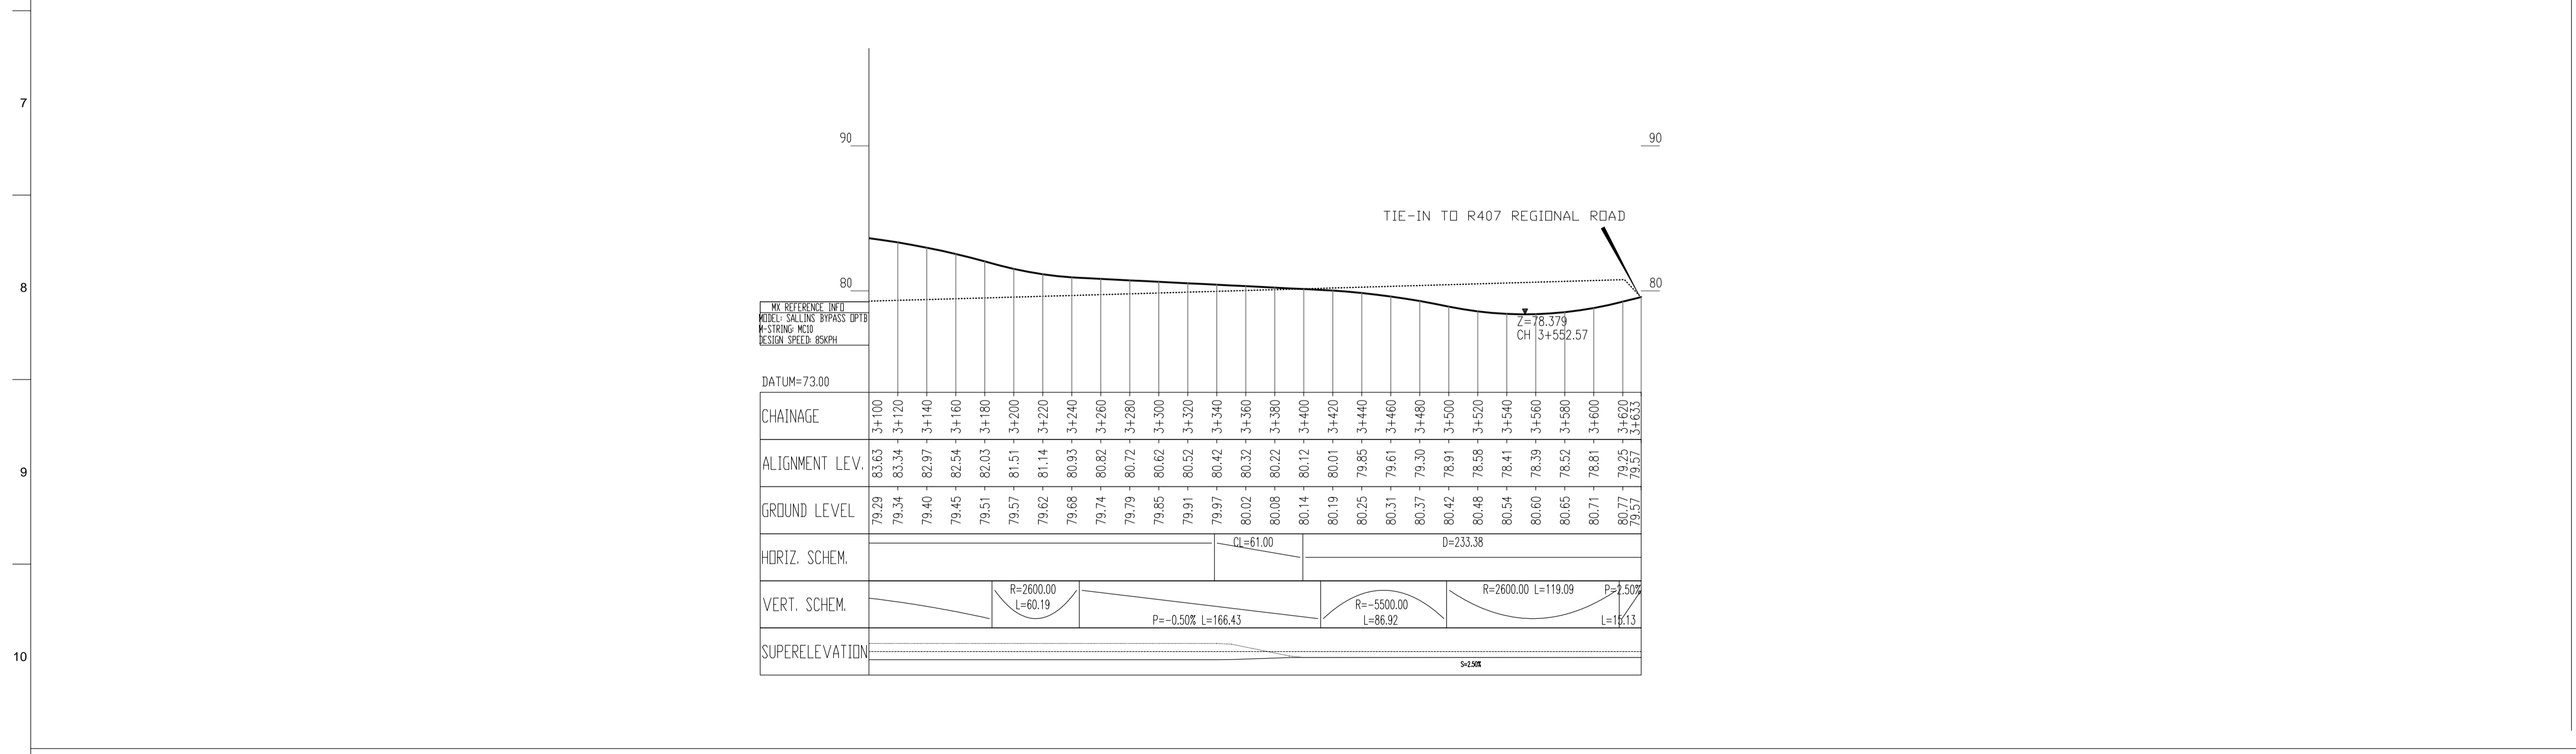 7
8
9
10
90
90
TIE-IN TO R407 REGIONAL ROAD
80
80
MX REFERENCE INFO
MODEL: SALLINS BYPASS OPTB
M-STRING: MC10
DESIGN SPEED: 85KPH
Z=78.379
CH 3+552.57
DATUM=73.00
CHAINAGE 3+100 3+120 3+140 3+160 3+180 3+200 3+220 3+240 3+260 3+280 3+300 3+320 3+340 3+360 3+380 3+400 3+420 3+440 3+460 3+480 3+500 3+520 3+540 3+560 3+580 3+600 3+620 3+633
ALIGNMENT LEV. 83.63 83.34 82.97 82.54 82.03 81.51 81.14 80.93 80.82 80.72 80.62 80.52 80.42 80.32 80.22 80.12 80.01 79.85 79.61 79.30 78.91 78.58 78.41 78.39 78.52 78.81 79.25 79.57
GROUND LEVEL 79.29 79.34 79.40 79.45 79.51 79.57 79.62 79.68 79.74 79.79 79.85 79.91 79.97 80.02 80.08 80.14 80.19 80.25 80.31 80.37 80.42 80.48 80.54 80.60 80.65 80.71 80.77 79.57
HORIZ. SCHEM. CL=61.00 D=233.38
VERT. SCHEM.
R=2600.00
L=60.19
P=-0.50% L=166.43
R=-5500.00
L=86.92
R=2600.00 L=119.09
P=2.50%
L=15.13
SUPERELEVATION
S=2.50%